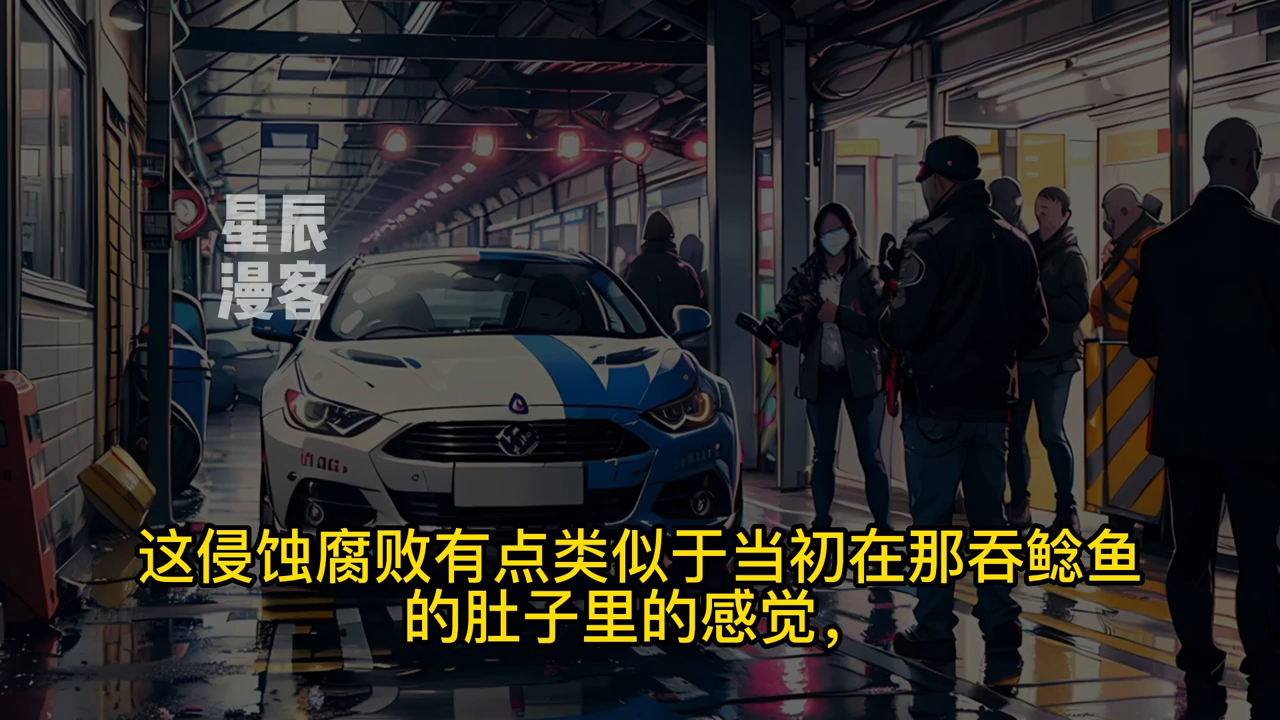 星辰
漫客
这侵蚀腐败有点类似于当初在那吞鲶鱼
的肚子里的感觉，